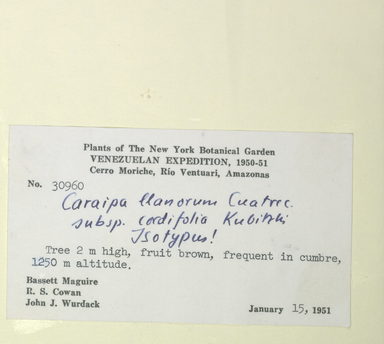 Plants of The New York Botanical Garden
VENEZUELAN EXPEDITION, 1950-51
Cerro Moriche, Río Ventuari, Amazonas
No. 30960
Caraipa llanorum Cuatrec.
subsp. cordifolia Kubitzki
Isotypus!
Tree 2 m high, fruit brown, frequent in cumbre,
1250 m altitude.
Bassett Maguire
R. S. Cowan
John J. Wurdack
January 15, 1951